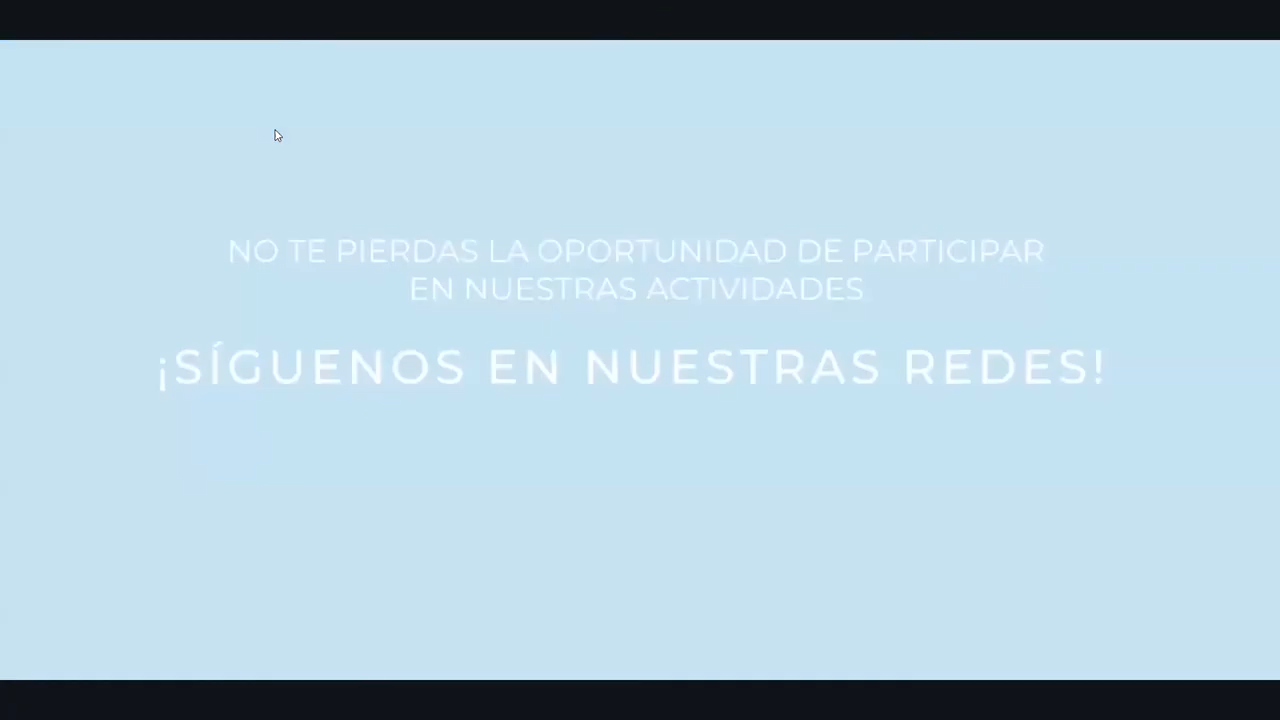 NO TE PIERDAS LA OPORTUNIDAD DE PARTICIPAR
EN NUESTRAS ACTIVIDADES
¡SÍGUENOS EN NUESTRAS REDES!